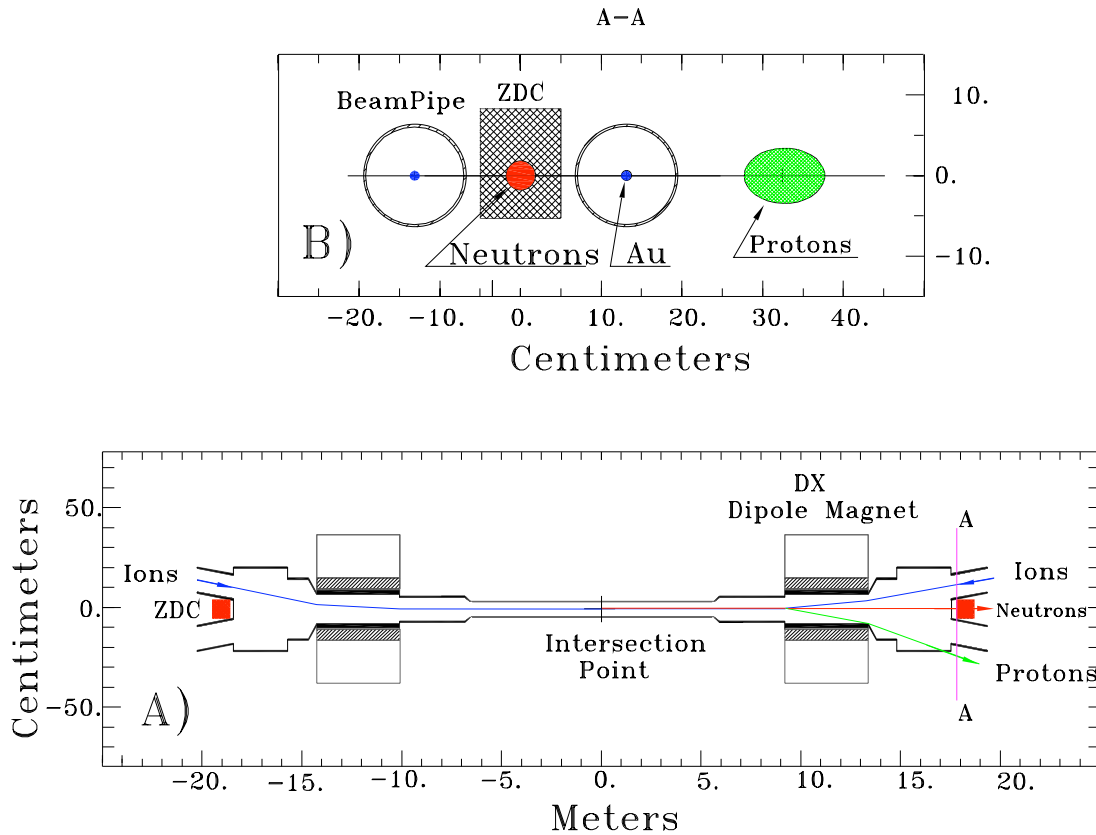 A-A
BeamPipe
ZDC
10.
0.
-10.
B)
Neutrons
Au
Protons
-20. -10. 0. 10. 20. 30. 40.
Centimeters
DX
Dipole Magnet
A
50.
Ions
Ions
ZDC
0.
Neutrons
Intersection
Point
Protons
Centimeters
-50.
A)
A
-20. -15. -10. -5. 0. 5. 10. 15. 20.
Meters